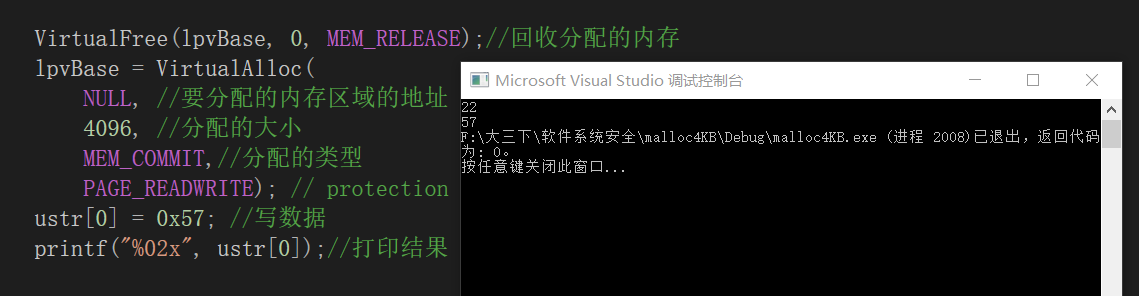 VirtualFree(lpvBase, 0, MEM_RELEASE);//回收分配的内存
lpvBase = VirtualAlloc(
NULL, //要分配的内存区域的地址
4096, //分配的大小
MEM_COMMIT,//分配的类型
PAGE_READWRITE); // protection
ustr[0] = 0x57; //写数据
printf("%02x", ustr[0]);//打印结果
Microsoft Visual Studio 调试控制台
22
57
F:\大三下\软件系统安全\malloc4KB\Debug\malloc4KB.exe (进程 2008)已退出，返回代码
为: 0。
按任意键关闭此窗口...